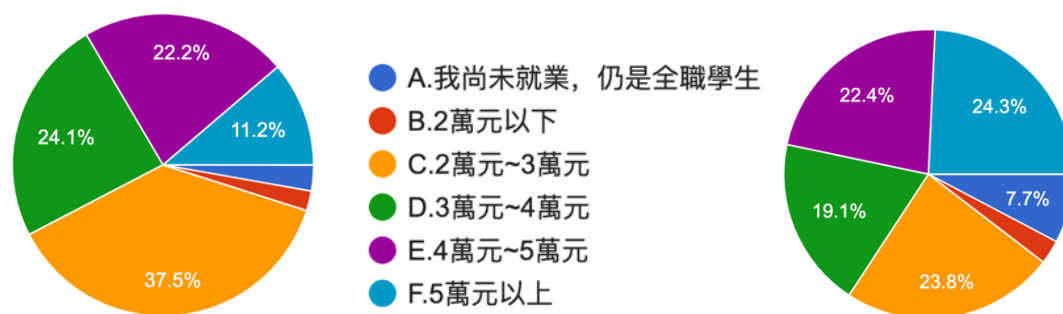 22.2%
24.1%
11.2%
37.5%
A.我尚未就業，仍是全職學生
B.2萬元以下
C.2萬元~3萬元
D.3萬元~4萬元
E.4萬元~5萬元
F.5萬元以上
22.4%
24.3%
7.7%
19.1%
23.8%